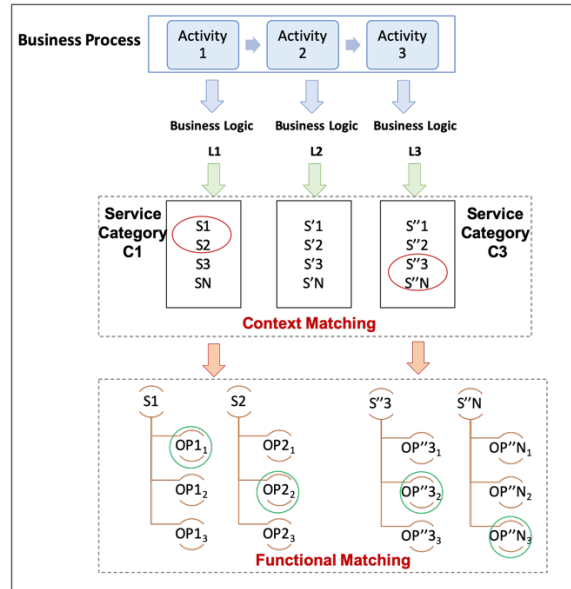 Business Process
Activity
1
Activity
2
Activity
3
Business Logic
L1
Business Logic
L2
Business Logic
L3
Service
Category
C1
S1
S2
S3
SN
S'1
S'2
S'3
S'N
S''1
S''2
S''3
S''N
Service
Category
C3
Context Matching
S1
OP1₁
OP1₂
OP1₃
S2
OP2₁
OP2₂
OP2₃
S''3
OP''3₁
OP''3₂
OP''3₃
S''N
OP''N₁
OP''N₂
OP''N₃
Functional Matching